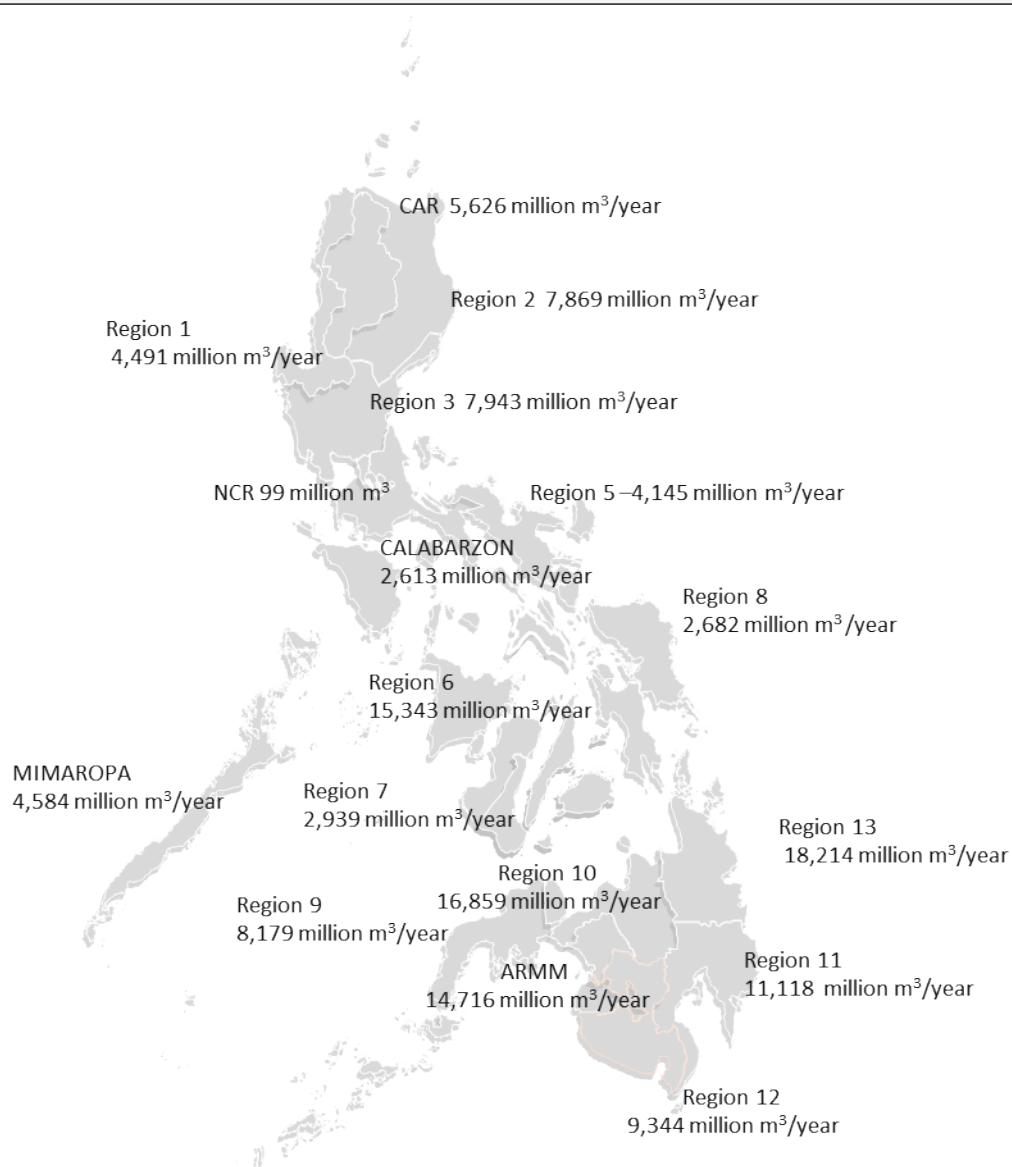 CAR 5,626 million m³/year
Region 2 7,869 million m³/year
Region 1
4,491 million m³/year
Region 3 7,943 million m³/year
NCR 99 million m³
Region 5 –4,145 million m³/year
CALABARZON
2,613 million m³/year
Region 8
2,682 million m³/year
Region 6
15,343 million m³/year
MIMAROPA
4,584 million m³/year
Region 7
2,939 million m³/year
Region 13
18,214 million m³/year
Region 10
16,859 million m³/year
Region 9
8,179 million m³/year
Region 11
11,118 million m³/year
ARMM
14,716 million m³/year
Region 12
9,344 million m³/year